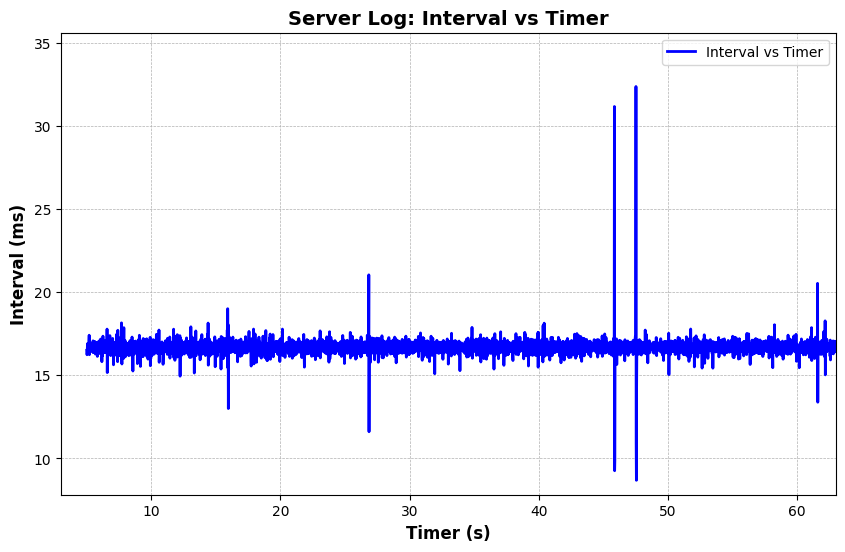 Server Log: Interval vs Timer
Interval vs Timer
35
30
25
20
15
10
Interval (ms)
10 20 30 40 50 60
Timer (s)